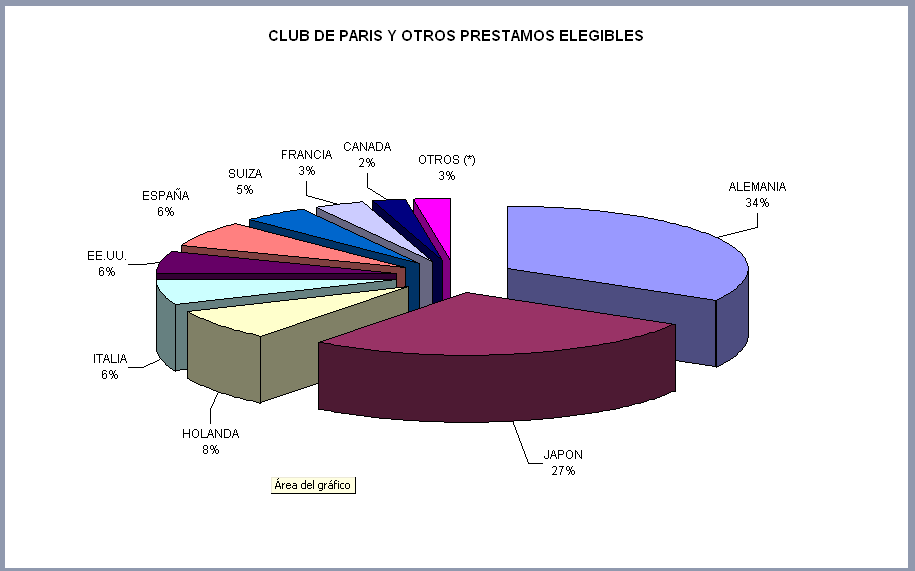 CLUB DE PARIS Y OTROS PRESTAMOS ELEGIBLES
CANADA
2%
OTROS (*)
3%
FRANCIA
3%
SUIZA
5%
ALEMANIA
34%
ESPAÑA
6%
EE.UU.
6%
ITALIA
6%
HOLANDA
8%
JAPON
27%
Área del gráfico